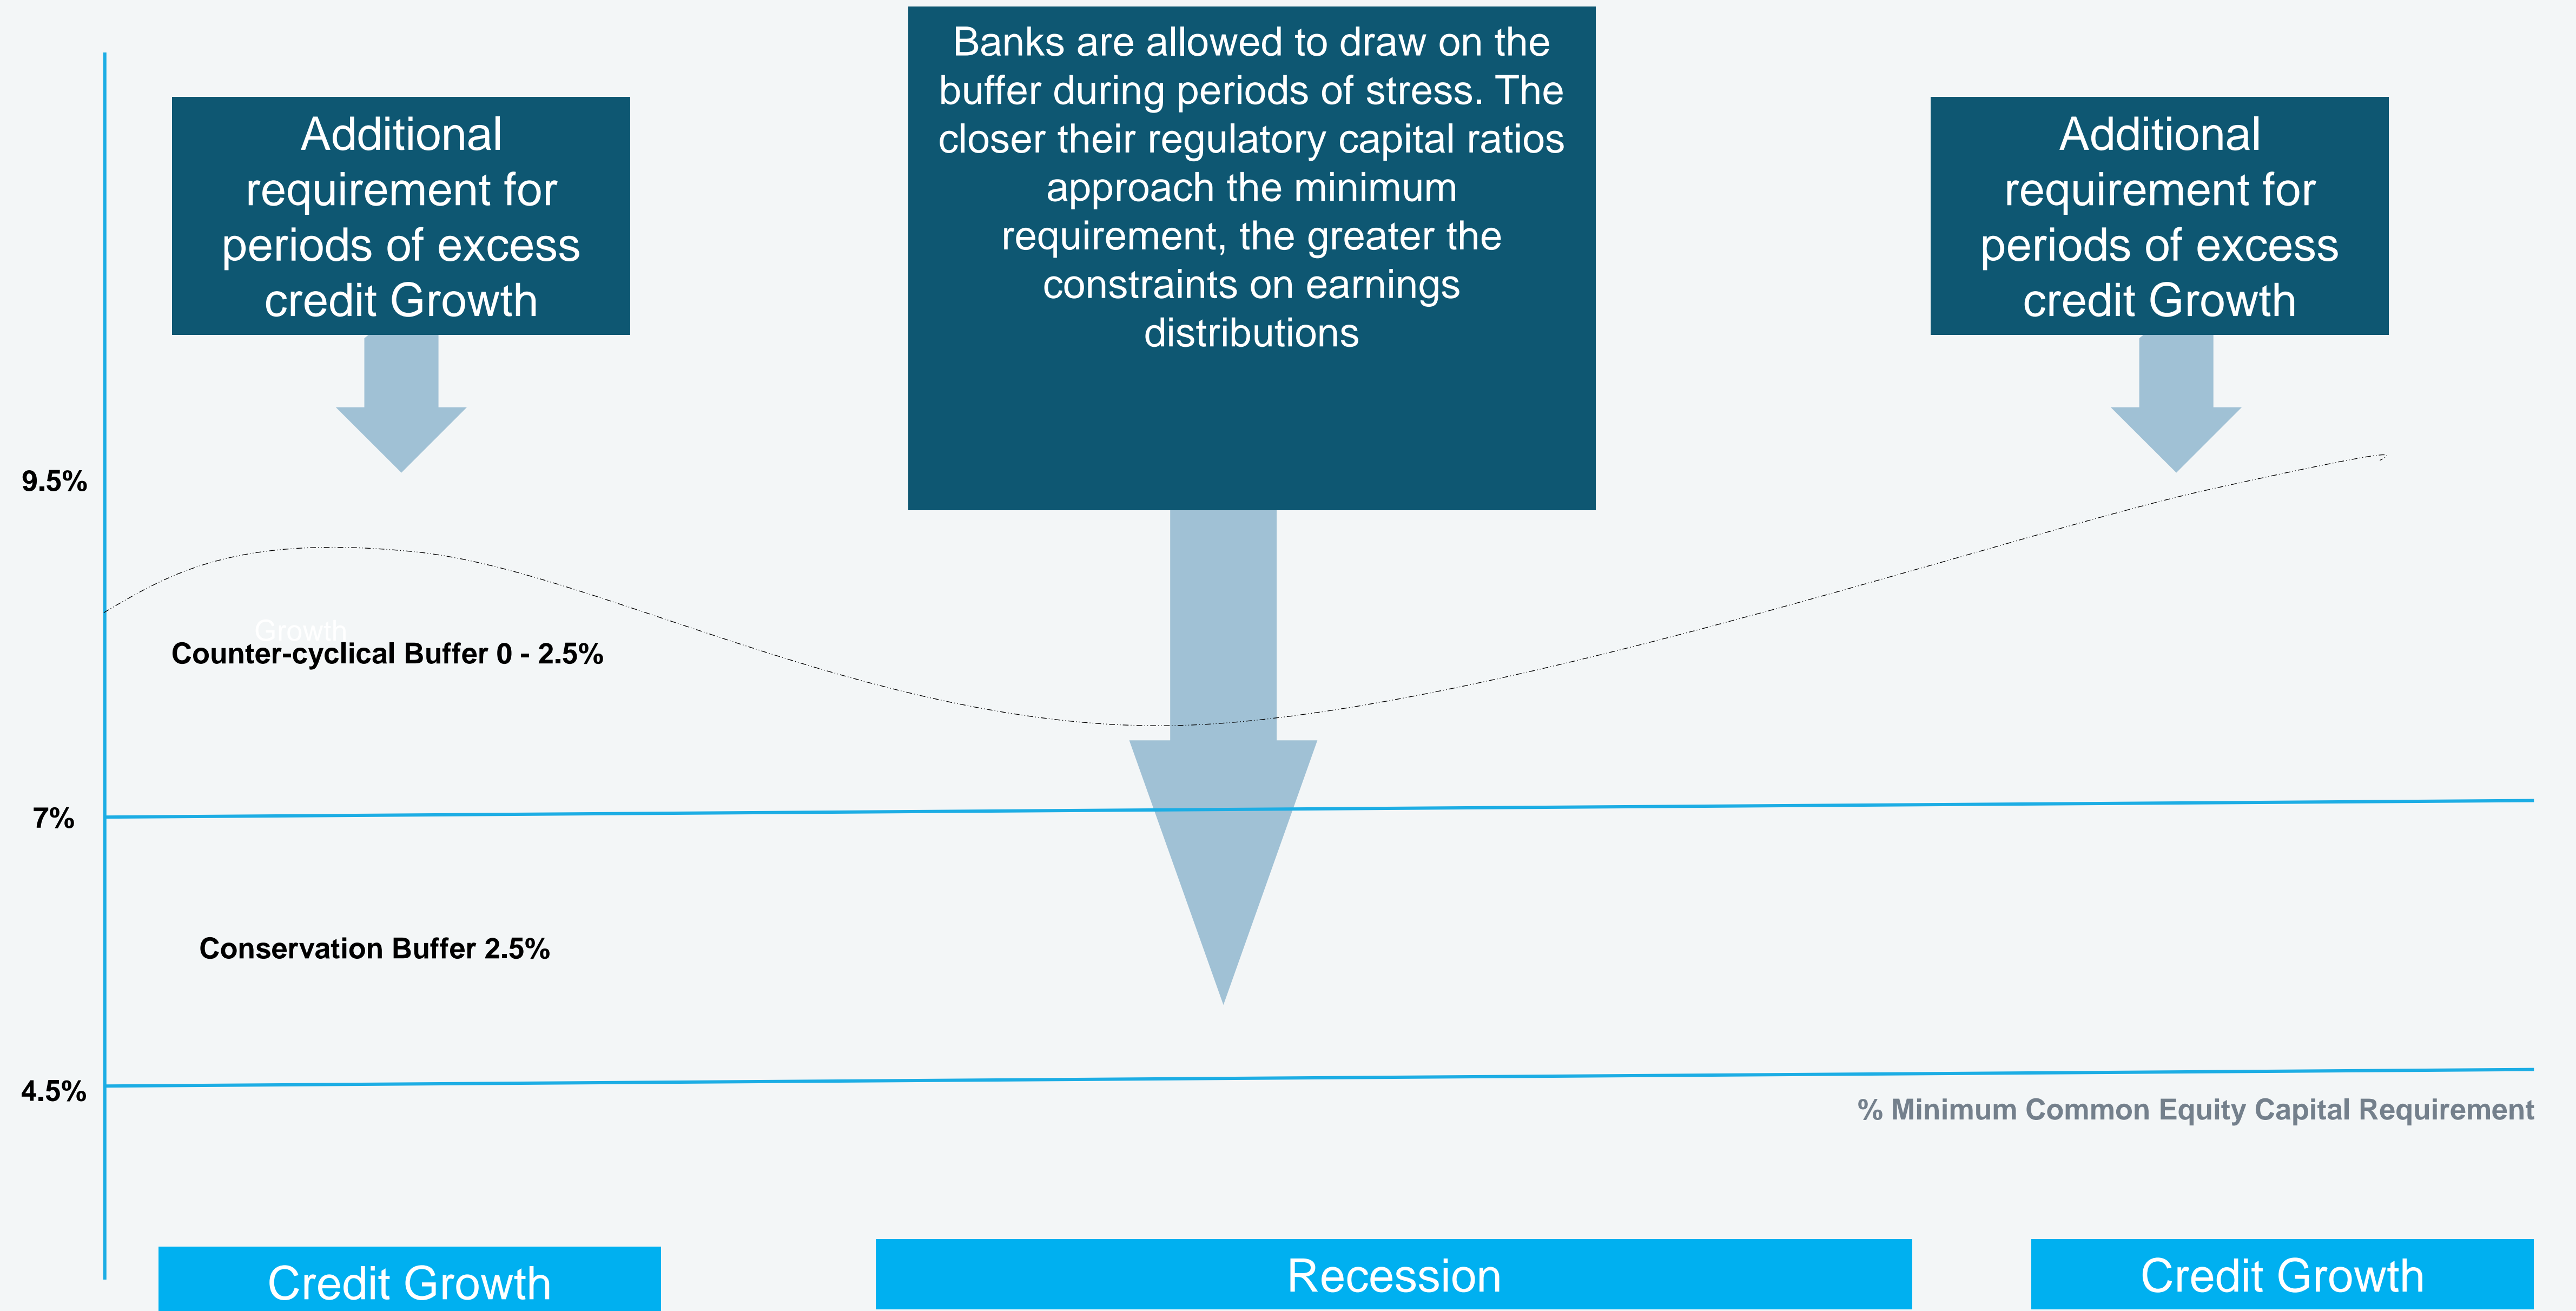 Additional
requirement for
periods of excess
credit Growth
Banks are allowed to draw on the
buffer during periods of stress. The
closer their regulatory capital ratios
approach the minimum
requirement, the greater the
constraints on earnings
distributions
Additional
requirement for
periods of excess
credit Growth
9.5%
Growth
Counter-cyclical Buffer 0 - 2.5%
7%
Conservation Buffer 2.5%
4.5%
% Minimum Common Equity Capital Requirement
Credit Growth
Recession
Credit Growth